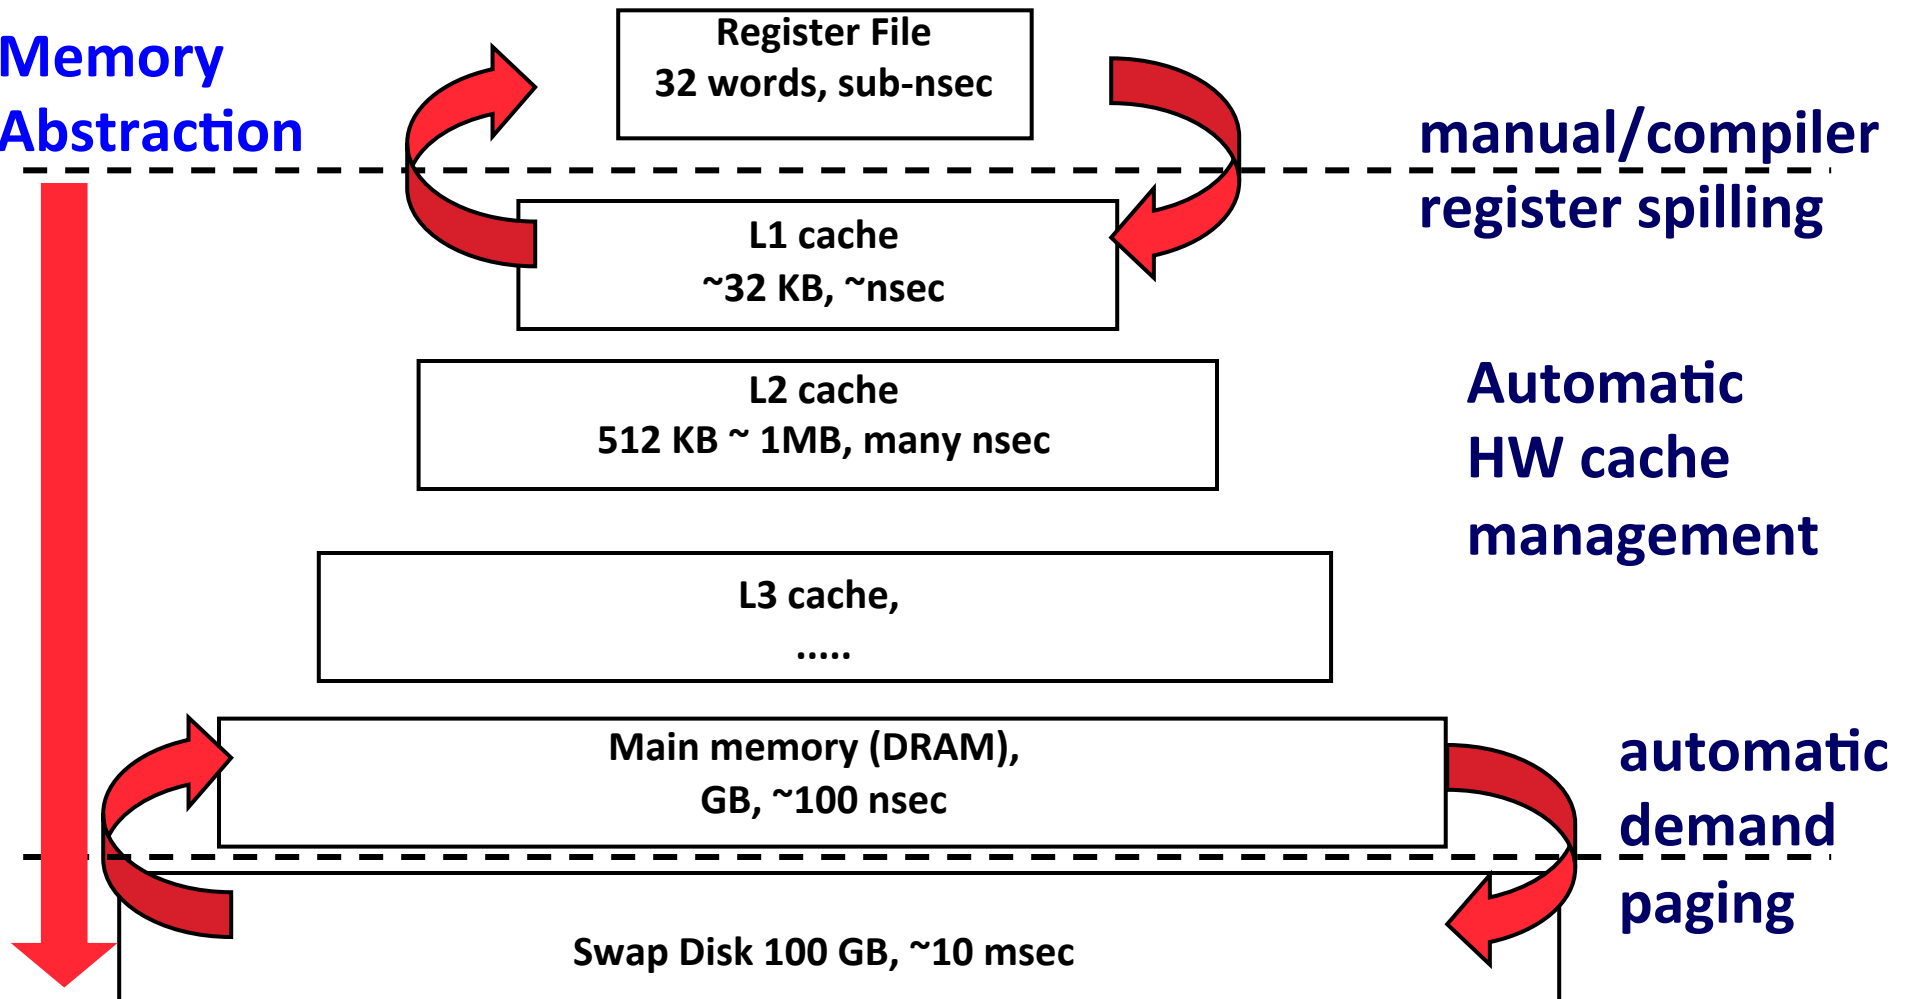 Memory
Abstraction
Register File
32 words, sub-nsec
manual/compiler
register spilling
L1 cache
~32 KB, ~nsec
L2 cache
512 KB ~ 1MB, many nsec
Automatic
HW cache
management
L3 cache,
.....
Main memory (DRAM),
GB, ~100 nsec
automatic
demand
paging
Swap Disk 100 GB, ~10 msec